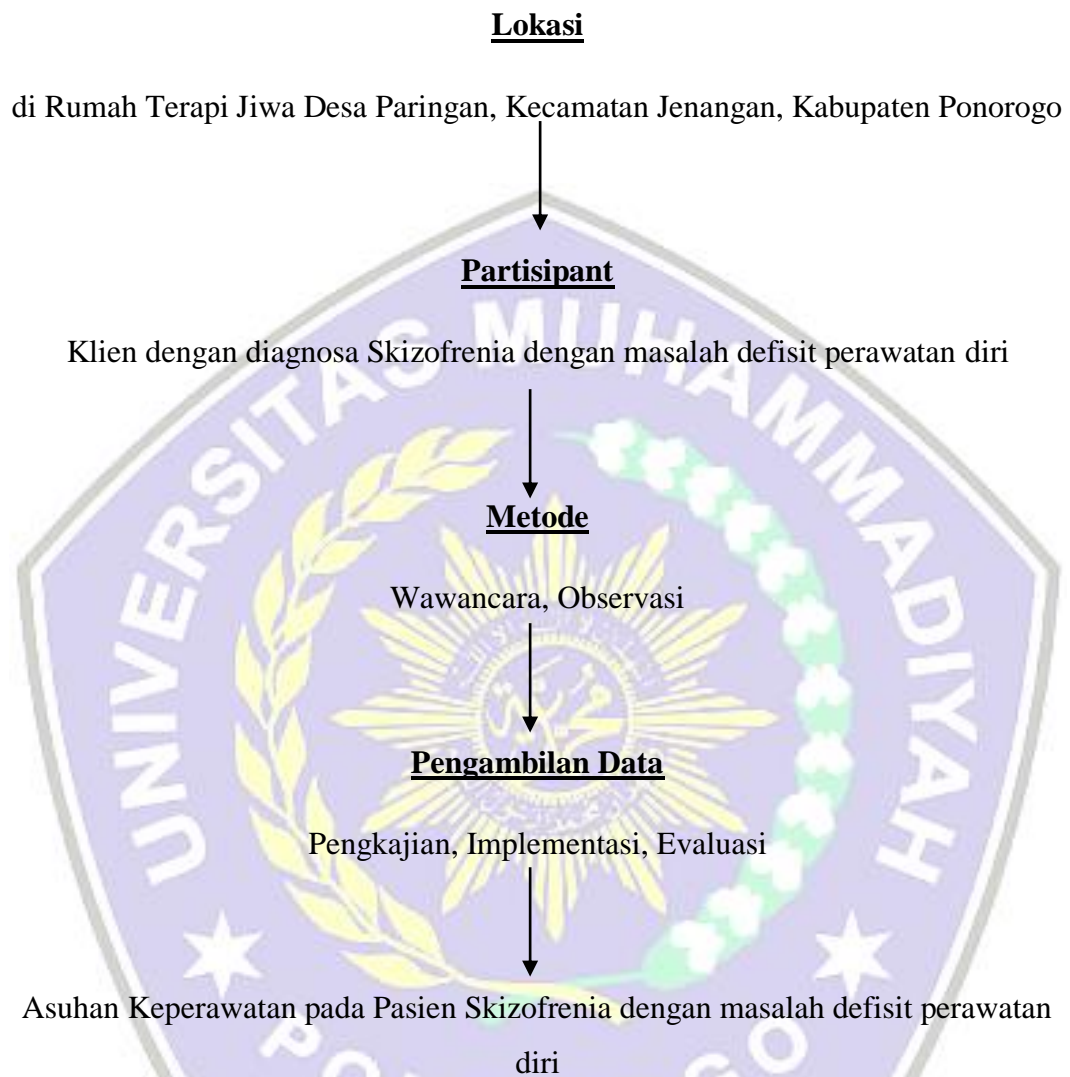 Lokasi
di Rumah Terapi Jiwa Desa Paringan, Kecamatan Jenangan, Kabupaten Ponorogo
Partisipant
Klien dengan diagnosa Skizofrenia dengan masalah defisit perawatan diri
Metode
Wawancara, Observasi
Pengambilan Data
Pengkajian, Implementasi, Evaluasi
Asuhan Keperawatan pada Pasien Skizofrenia dengan masalah defisit perawatan
diri
UNIVERSITAS MUHAMMADIYAH